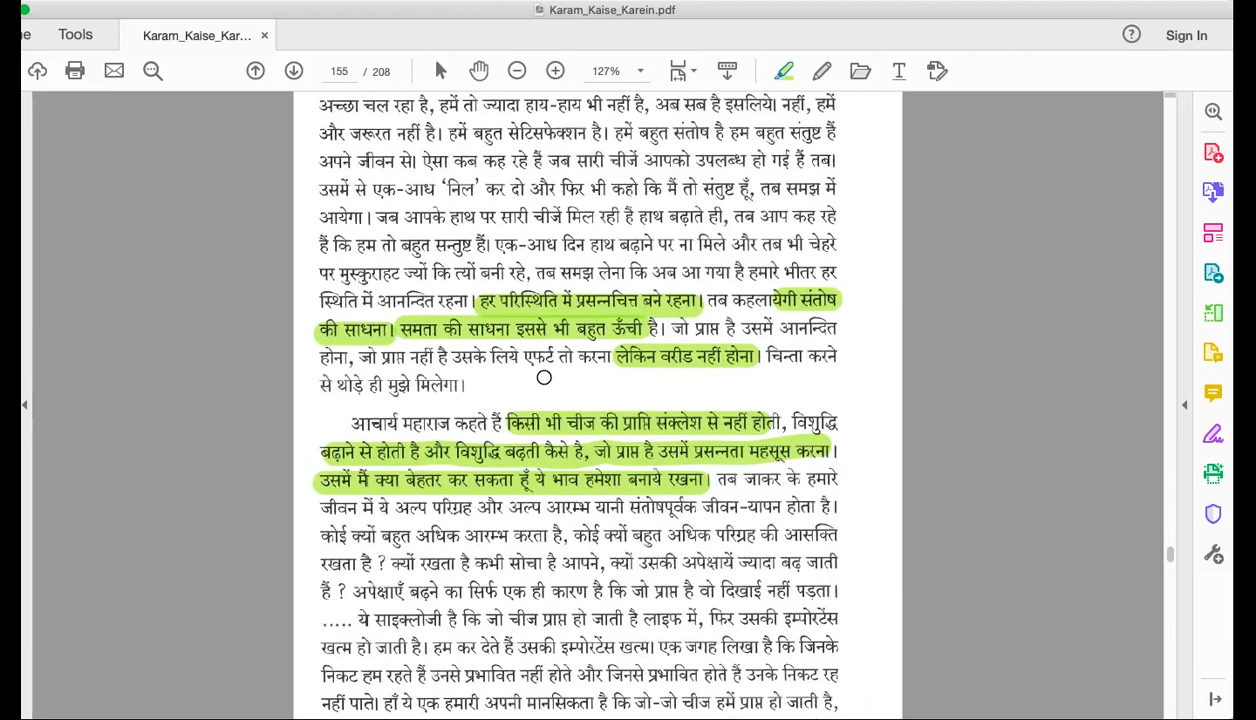 Karam_Kaise_Karein.pdf
e Tools Karam_Kaise_Kar... × Sign In
155 / 208 127%
अच्छा चल रहा है, हमें तो ज्यादा हाय-हाय भी नहीं है, अब सब है इसलिये। नहीं, हमें
और जरूरत नहीं है। हमें बहुत सेटिसफेक्शन है। हमें बहुत संतोष है हम बहुत संतुष्ट हैं
अपने जीवन से। ऐसा कब कह रहे हैं जब सारी चीजें आपको उपलब्ध हो गई हैं तब।
उसमें से एक-आध ‘निल’ कर दो और फिर भी कहो कि मैं तो संतुष्ट हूँ, तब समझ में
आयेगा। जब आपके हाथ पर सारी चीजें मिल रही हैं हाथ बढ़ाते ही, तब आप कह रहे
हैं कि हम तो बहुत सन्तुष्ट हैं। एक-आध दिन हाथ बढ़ाने पर ना मिले और तब भी चेहरे
पर मुस्कुराहट ज्यों कि त्यों बनी रहे, तब समझ लेना कि अब आ गया है हमारे भीतर हर
स्थिति में आनन्दित रहना। हर परिस्थिति में प्रसन्नचित्त बने रहना। तब कहलायेगी संतोष
की साधना। समता की साधना इससे भी बहुत ऊँची है। जो प्राप्त है उसमें आनन्दित
होना, जो प्राप्त नहीं है उसके लिये एफर्ट तो करना लेकिन वरीड नहीं होना। चिन्ता करने
से थोड़े ही मुझे मिलेगा।
आचार्य महाराज कहते हैं किसी भी चीज की प्राप्ति संक्लेश से नहीं होती, विशुद्धि
बढ़ाने से होती है और विशुद्धि बढ़ती कैसे है, जो प्राप्त है उसमें प्रसन्नता महसूस करना।
उसमें मैं क्या बेहतर कर सकता हूँ ये भाव हमेशा बनाये रखना। तब जाकर के हमारे
जीवन में ये अल्प परिग्रह और अल्प आरम्भ यानी संतोषपूर्वक जीवन-यापन होता है।
कोई क्यों बहुत अधिक आरम्भ करता है, कोई क्यों बहुत अधिक परिग्रह की आसक्ति
रखता है ? क्यों रखता है कभी सोचा है आपने, क्यों उसकी अपेक्षायें ज्यादा बढ़ जाती
हैं ? अपेक्षाएँ बढ़ने का सिर्फ एक ही कारण है कि जो प्राप्त है वो दिखाई नहीं पड़ता।
..... ये साइक्लोजी है कि जो चीज प्राप्त हो जाती है लाइफ में, फिर उसकी इम्पोरटेंस
खत्म हो जाती है। हम कर देते हैं उसकी इम्पोरटेंस खत्म। एक जगह लिखा है कि जिनके
निकट हम रहते हैं उनसे प्रभावित नहीं होते और जिनसे प्रभावित होते हैं उनके निकट रह
नहीं पाते। हाँ ये एक हमारी अपनी मानसिकता है कि जो-जो चीज हमें प्राप्त हो जाती है,